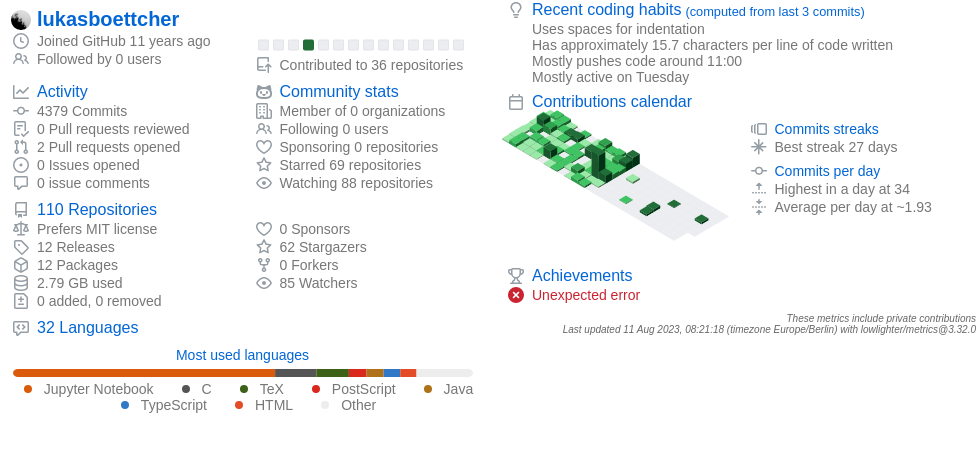 lukasboettcher
Joined GitHub 11 years ago
Followed by 0 users
Contributed to 36 repositories
Activity
4379 Commits
0 Pull requests reviewed
2 Pull requests opened
0 Issues opened
0 issue comments
Community stats
Member of 0 organizations
Following 0 users
Sponsoring 0 repositories
Starred 69 repositories
Watching 88 repositories
110 Repositories
Prefers MIT license
12 Releases
12 Packages
2.79 GB used
0 added, 0 removed
0 Sponsors
62 Stargazers
0 Forkers
85 Watchers
32 Languages
Most used languages
Jupyter Notebook C TeX PostScript Java
TypeScript HTML Other
Recent coding habits (computed from last 3 commits)
Uses spaces for indentation
Has approximately 15.7 characters per line of code written
Mostly pushes code around 11:00
Mostly active on Tuesday
Contributions calendar
Commits streaks
Best streak 27 days
Commits per day
Highest in a day at 34
Average per day at ~1.93
Achievements
Unexpected error
These metrics include private contributions
Last updated 11 Aug 2023, 08:21:18 (timezone Europe/Berlin) with lowlighter/metrics@3.32.0